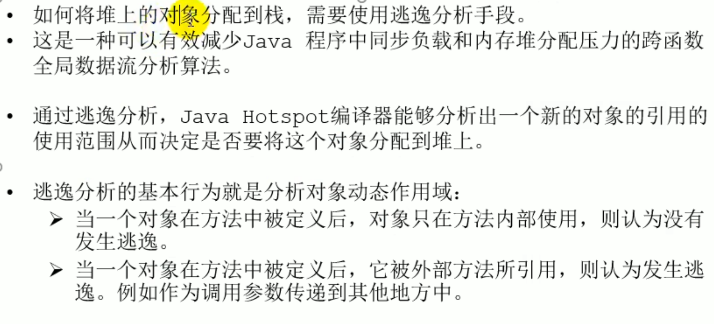 • 如何将堆上的对象分配到栈，需要使用逃逸分析手段。
• 这是一种可以有效减少Java 程序中同步负载和内存堆分配压力的跨函数
全局数据流分析算法。
• 通过逃逸分析，Java Hotspot编译器能够分析出一个新的对象的引用的
使用范围从而决定是否要将这个对象分配到堆上。
• 逃逸分析的基本行为就是分析对象动态作用域：
➢ 当一个对象在方法中被定义后，对象只在方法内部使用，则认为没有
发生逃逸。
➢ 当一个对象在方法中被定义后，它被外部方法所引用，则认为发生逃
逸。例如作为调用参数传递到其他地方中。